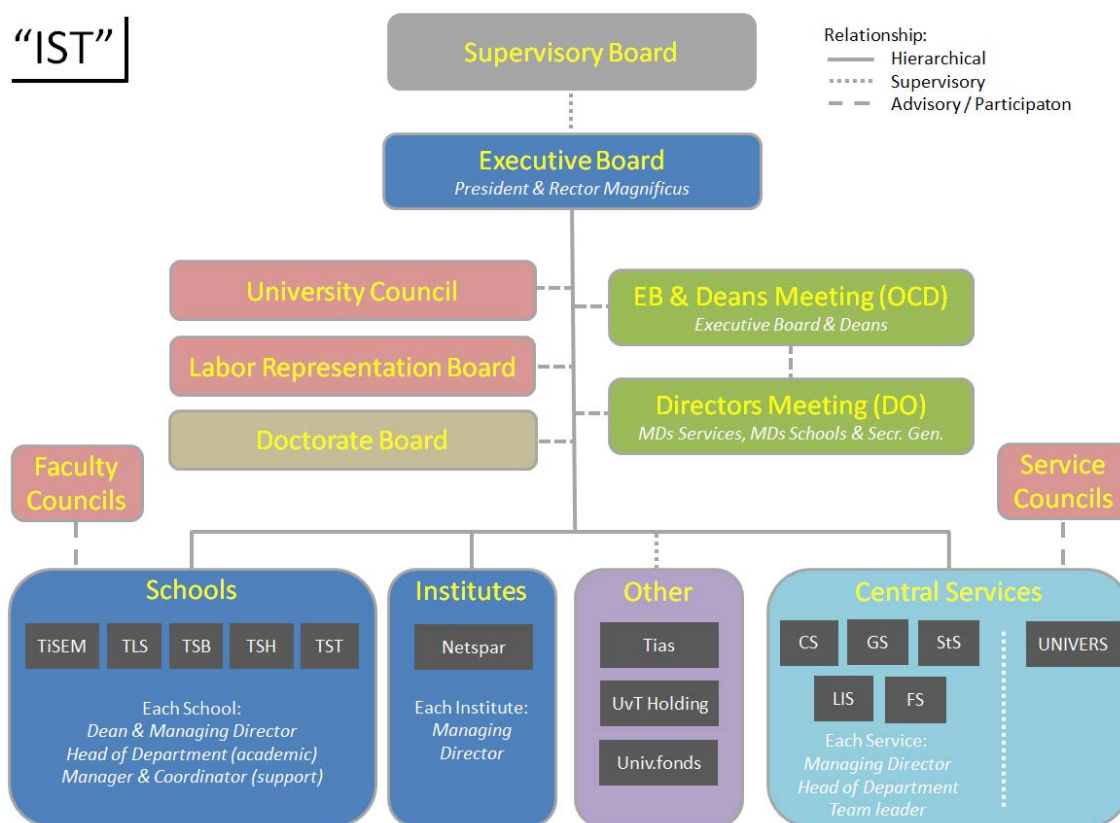 “IST”
Supervisory Board
Relationship:
Hierarchical
Supervisory
Advisory / Participaton
Executive Board
President & Rector Magnificus
University Council
EB & Deans Meeting (OCD)
Executive Board & Deans
Labor Representation Board
Directors Meeting (DO)
MDs Services, MDs Schools & Secr. Gen.
Doctorate Board
Faculty
Councils
Service
Councils
Schools
TiSEM TLS TSB TSH TST
Each School:
Dean & Managing Director
Head of Department (academic)
Manager & Coordinator (support)
Institutes
Netspar
Each Institute:
Managing
Director
Other
Tias
UvT Holding
Univ.fonds
Central Services
CS GS StS UNIVERS
LIS FS
Each Service:
Managing Director
Head of Department
Team leader